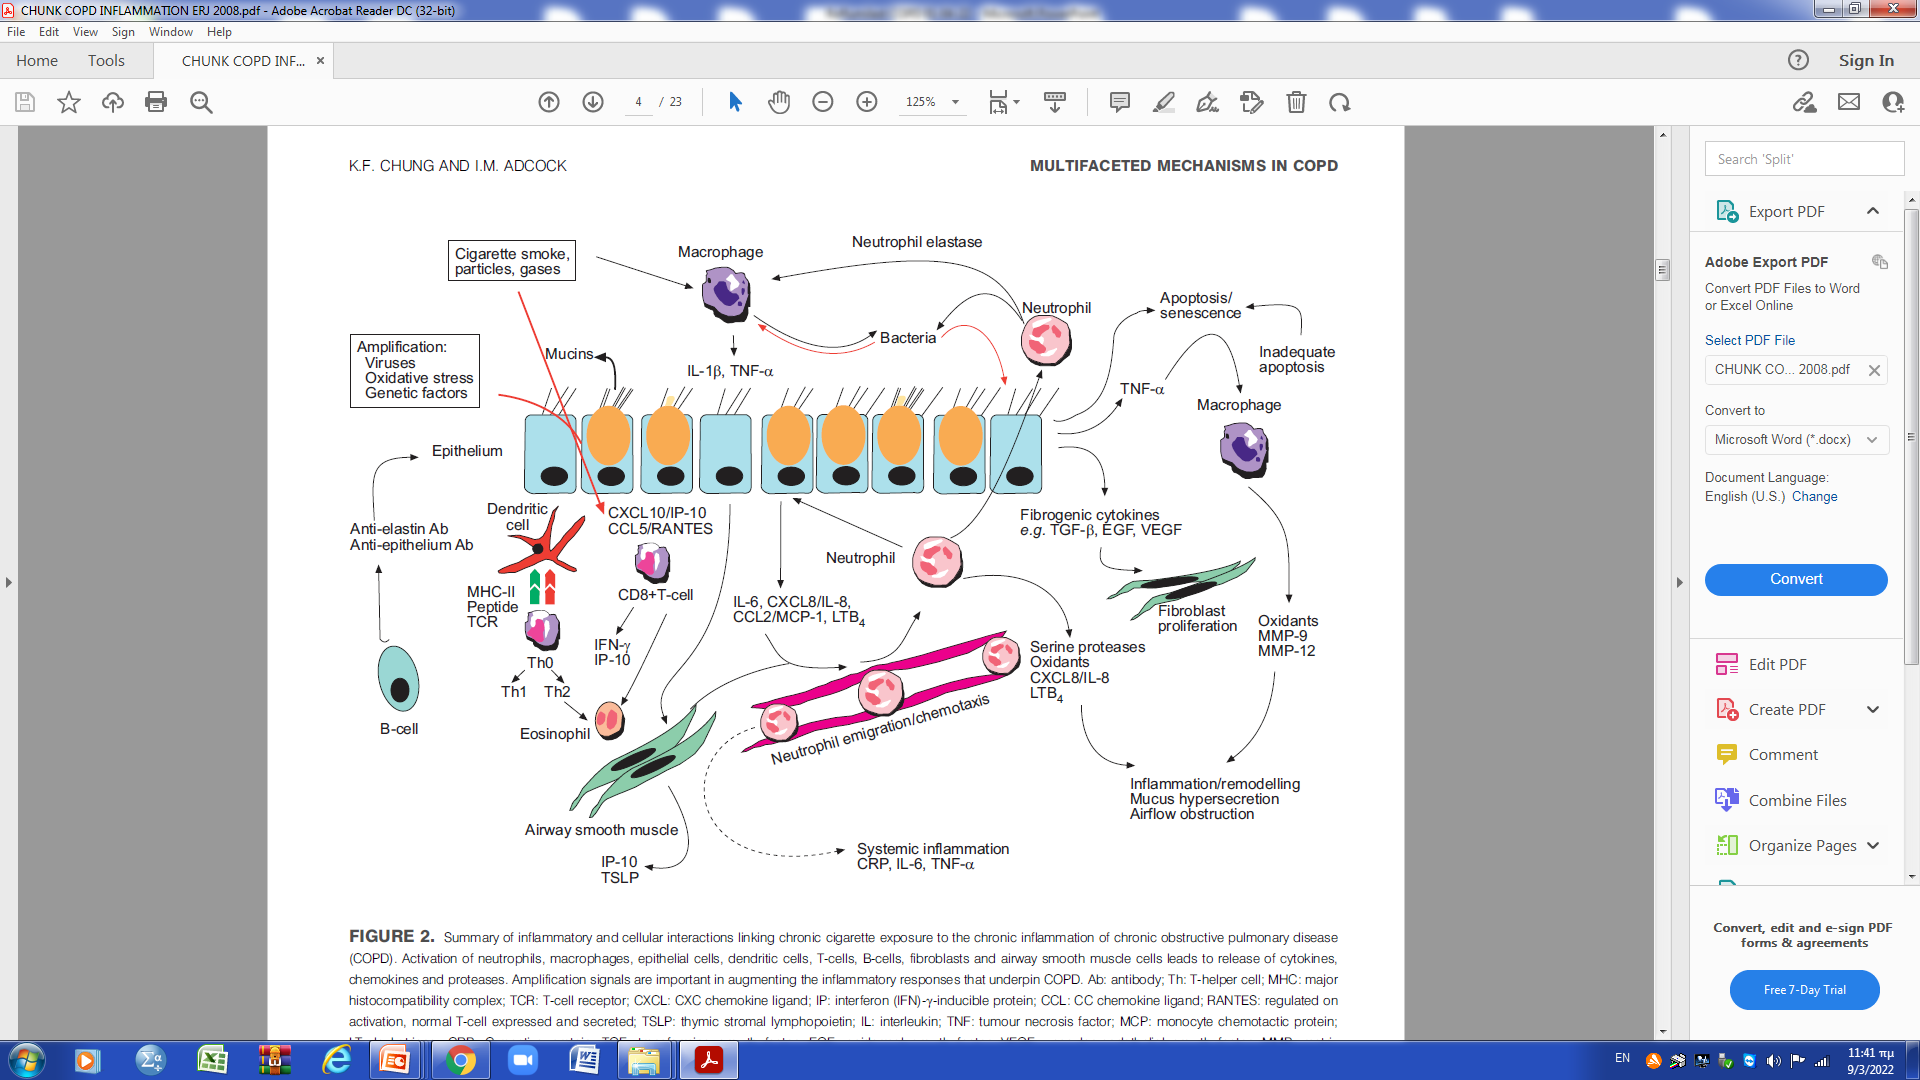 CHUNK COPD INFLAMMATION ERJ 2008.pdf - Adobe Acrobat Reader DC (32-bit)
File Edit View Sign Window Help
Home Tools CHUNK COPD INF... × Sign In
4 / 23 125%
K.F. CHUNG AND I.M. ADCOCK
MULTIFACETED MECHANISMS IN COPD
Cigarette smoke,
particles, gases
Macrophage
Neutrophil elastase
Neutrophil
Apoptosis/
senescence
Amplification:
Viruses
Oxidative stress
Genetic factors
Mucins
IL-1β, TNF-α
Bacteria
Inadequate
apoptosis
TNF-α
Macrophage
Epithelium
Anti-elastin Ab
Anti-epithelium Ab
Dendritic
cell
CXCL10/IP-10
CCL5/RANTES
Neutrophil
Fibrogenic cytokines
e.g. TGF-β, EGF, VEGF
MHC-II
Peptide
TCR
CD8+T-cell
IL-6, CXCL8/IL-8,
CCL2/MCP-1, LTB4
Fibroblast
proliferation
Oxidants
MMP-9
MMP-12
IFN-γ
IP-10
Th0
Th1 Th2
Serine proteases
Oxidants
CXCL8/IL-8
LTB4
B-cell
Eosinophil
Neutrophil emigration/chemotaxis
Airway smooth muscle
IP-10
TSLP
Inflammation/remodelling
Mucus hypersecretion
Airflow obstruction
Systemic inflammation
CRP, IL-6, TNF-α
FIGURE 2. Summary of inflammatory and cellular interactions linking chronic cigarette exposure to the chronic inflammation of chronic obstructive pulmonary disease
(COPD). Activation of neutrophils, macrophages, epithelial cells, dendritic cells, T-cells, B-cells, fibroblasts and airway smooth muscle cells leads to release of cytokines,
chemokines and proteases. Amplification signals are important in augmenting the inflammatory responses that underpin COPD. Ab: antibody; Th: T-helper cell; MHC: major
histocompatibility complex; TCR: T-cell receptor; CXCL: CXC chemokine ligand; IP: interferon (IFN)-γ-inducible protein; CCL: CC chemokine ligand; RANTES: regulated on
activation, normal T-cell expressed and secreted; TSLP: thymic stromal lymphopoietin; IL: interleukin; TNF: tumour necrosis factor; MCP: monocyte chemotactic protein;
Search 'Split'
Export PDF
Adobe Export PDF
Convert PDF Files to Word
or Excel Online
Select PDF File
CHUNK CO... 2008.pdf
Convert to
Microsoft Word (*.docx)
Document Language:
English (U.S.) Change
Convert
Edit PDF
Create PDF
Comment
Combine Files
Organize Pages
Convert, edit and e-sign PDF
forms & agreements
Free 7-Day Trial
EN
11:41 πμ
9/3/2022